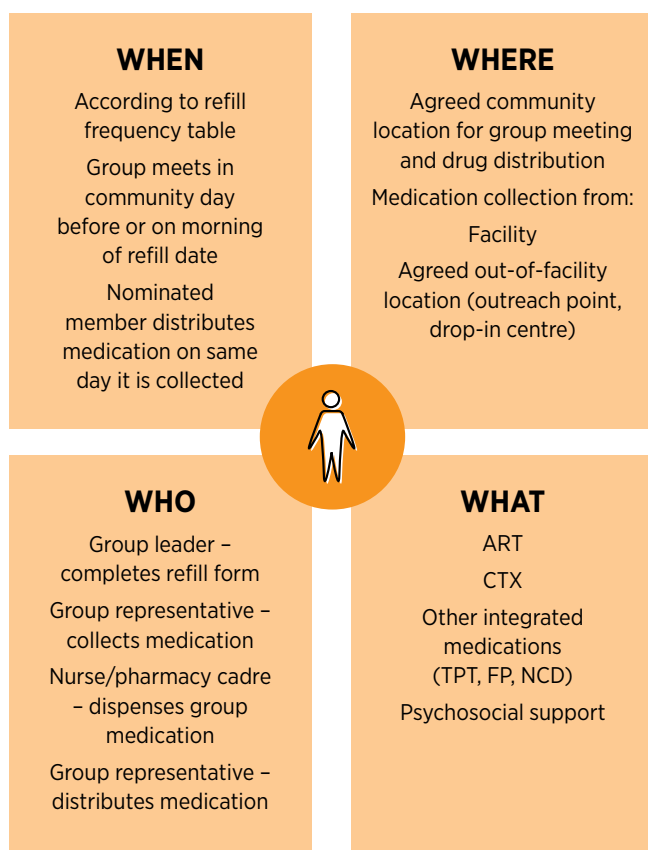 WHEN
According to refill
frequency table
Group meets in
community day
before or on morning
of refill date
Nominated
member distributes
medication on same
day it is collected
WHERE
Agreed community
location for group meeting
and drug distribution
Medication collection from:
Facility
Agreed out-of-facility
location (outreach point,
drop-in centre)
WHO
Group leader –
completes refill form
Group representative –
collects medication
Nurse/pharmacy cadre
– dispenses group
medication
Group representative –
distributes medication
WHAT
ART
CTX
Other integrated
medications
(TPT, FP, NCD)
Psychosocial support